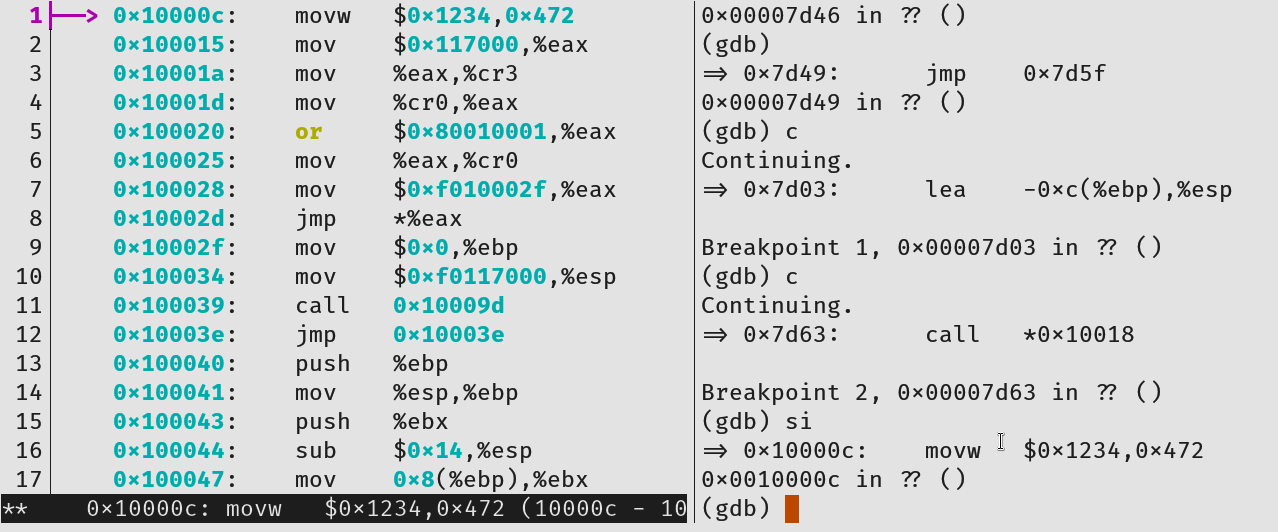 1 0x10000c: movw $0x1234,0x472
2 0x100015: mov $0x117000,%eax
3 0x10001a: mov %eax,%cr3
4 0x10001d: mov %cr0,%eax
5 0x100020: or $0x80010001,%eax
6 0x100025: mov %eax,%cr0
7 0x100028: mov $0xf010002f,%eax
8 0x10002d: jmp *%eax
9 0x10002f: mov $0x0,%ebp
10 0x100034: mov $0xf0117000,%esp
11 0x100039: call 0x10009d
12 0x10003e: jmp 0x10003e
13 0x100040: push %ebp
14 0x100041: mov %esp,%ebp
15 0x100043: push %ebx
16 0x100044: sub $0x14,%esp
17 0x100047: mov 0x8(%ebp),%ebx
** 0x10000c: movw $0x1234,0x472 (10000c - 10
0x00007d46 in ?? ()
(gdb)
=> 0x7d49: jmp 0x7d5f
0x00007d49 in ?? ()
(gdb) c
Continuing.
=> 0x7d03: lea -0xc(%ebp),%esp
Breakpoint 1, 0x00007d03 in ?? ()
(gdb) c
Continuing.
=> 0x7d63: call *0x10018
Breakpoint 2, 0x00007d63 in ?? ()
(gdb) si
=> 0x10000c: movw $0x1234,0x472
0x0010000c in ?? ()
(gdb)